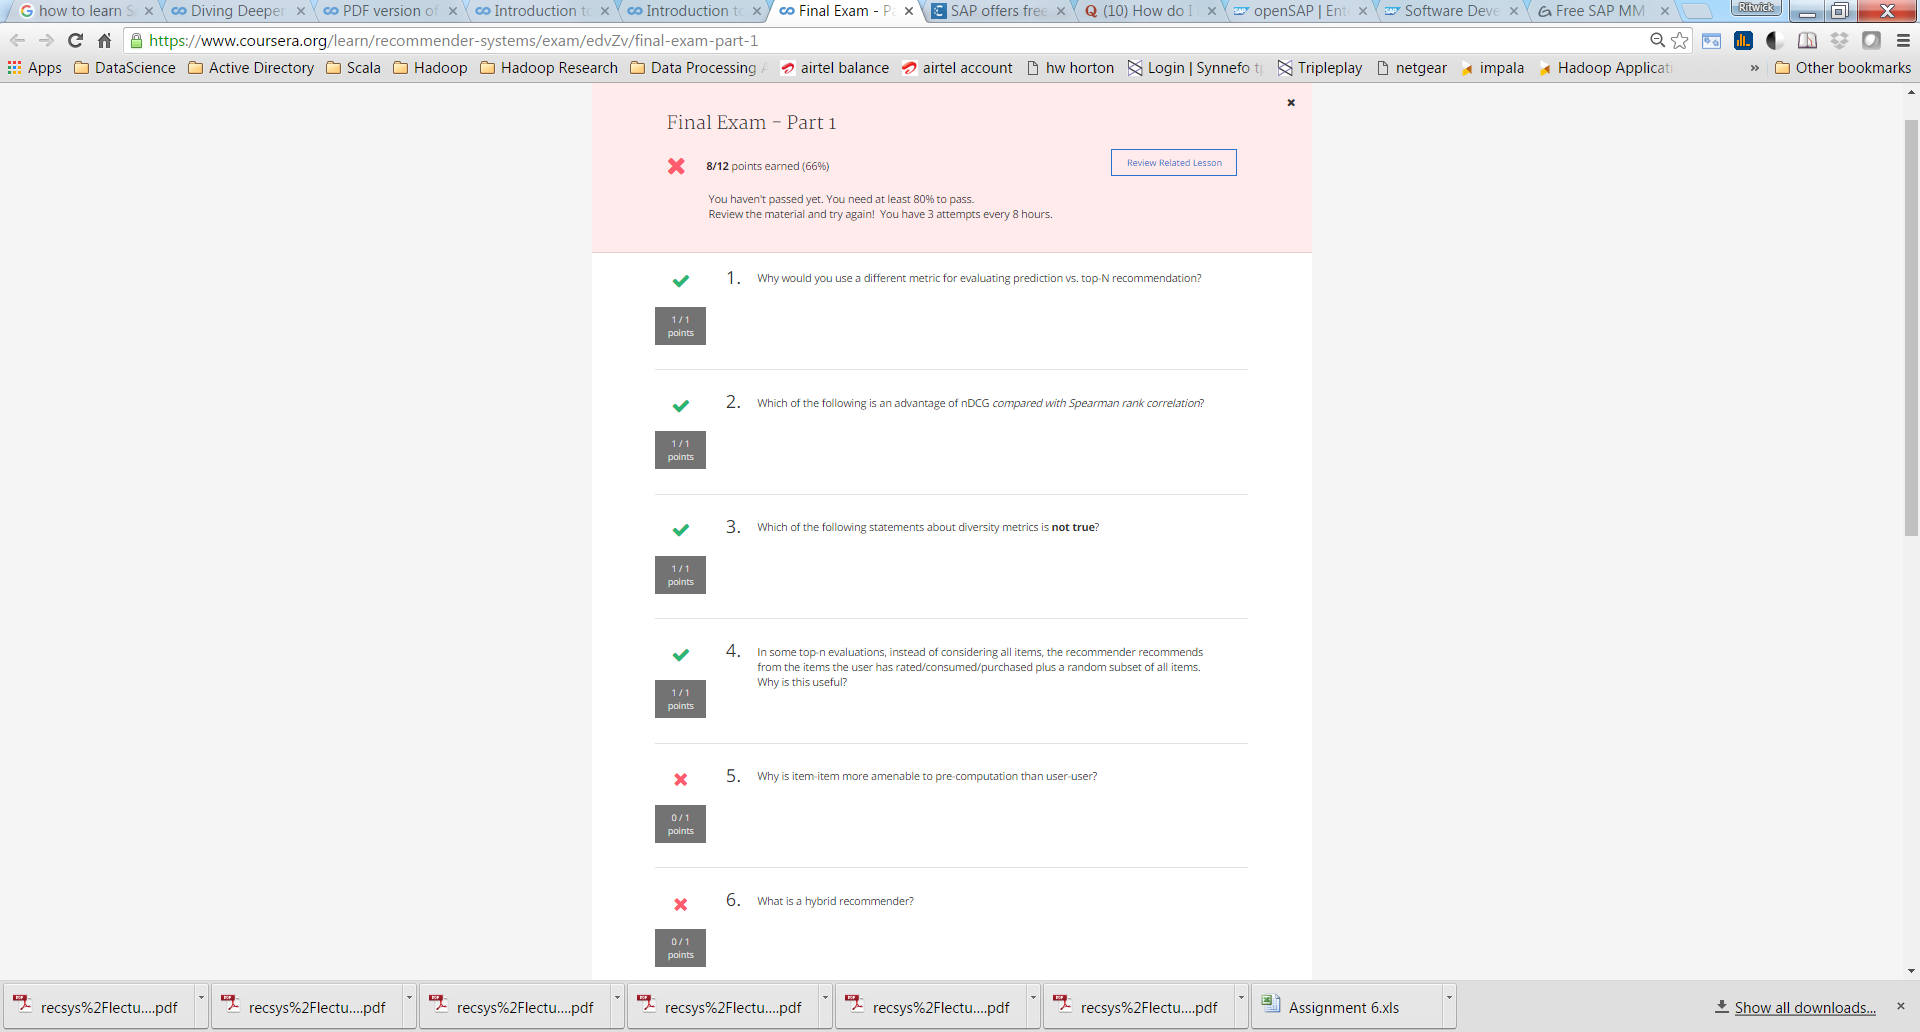 how to learn S
Diving Deeper
PDF version of
Introduction to
Introduction to
Final Exam - Pa
SAP offers free
(10) How do I
openSAP | Ente
Software Deve
Free SAP MM
Ritwick
https://www.coursera.org/learn/recommender-systems/exam/edvZv/final-exam-part-1
Apps DataScience Active Directory Scala Hadoop Hadoop Research Data Processing airtel balance airtel account hw horton Login | Synnefo Tripleplay netgear impala Hadoop Applicati » Other bookmarks
Final Exam - Part 1
8/12 points earned (66%)
Review Related Lesson
You haven't passed yet. You need at least 80% to pass.
Review the material and try again! You have 3 attempts every 8 hours.
1. Why would you use a different metric for evaluating prediction vs. top-N recommendation?
1 / 1
points
2. Which of the following is an advantage of nDCG compared with Spearman rank correlation?
1 / 1
points
3. Which of the following statements about diversity metrics is not true?
1 / 1
points
4. In some top-n evaluations, instead of considering all items, the recommender recommends
from the items the user has rated/consumed/purchased plus a random subset of all items.
Why is this useful?
1 / 1
points
5. Why is item-item more amenable to pre-computation than user-user?
0 / 1
points
6. What is a hybrid recommender?
0 / 1
points
recsys%2Flectu....pdf
recsys%2Flectu....pdf
recsys%2Flectu....pdf
recsys%2Flectu....pdf
recsys%2Flectu....pdf
recsys%2Flectu....pdf
Assignment 6.xls
Show all downloads...